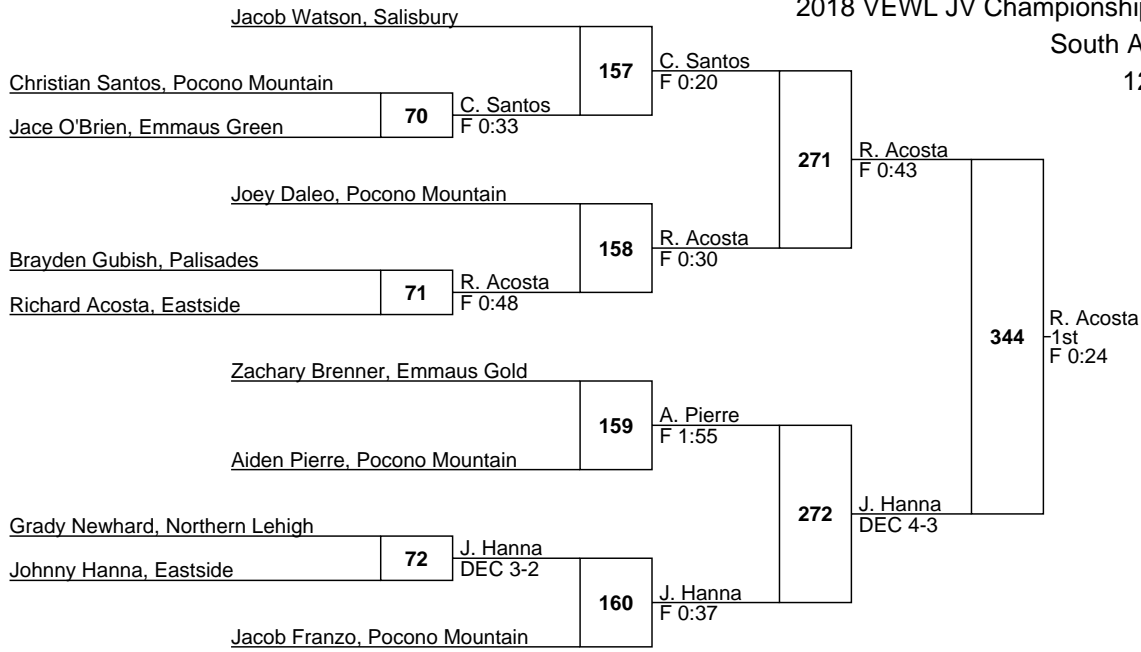 2018 VEWL JV Championship
South A
12
Jacob Watson, Salisbury
157
C. Santos
F 0:20
Christian Santos, Pocono Mountain
70
C. Santos
F 0:33
Jace O'Brien, Emmaus Green
271
R. Acosta
F 0:43
Joey Daleo, Pocono Mountain
158
R. Acosta
F 0:30
Brayden Gubish, Palisades
71
R. Acosta
F 0:48
Richard Acosta, Eastside
344
R. Acosta
1st
F 0:24
Zachary Brenner, Emmaus Gold
159
A. Pierre
F 1:55
Aiden Pierre, Pocono Mountain
272
J. Hanna
DEC 4-3
Grady Newhard, Northern Lehigh
72
J. Hanna
DEC 3-2
Johnny Hanna, Eastside
160
J. Hanna
F 0:37
Jacob Franzo, Pocono Mountain